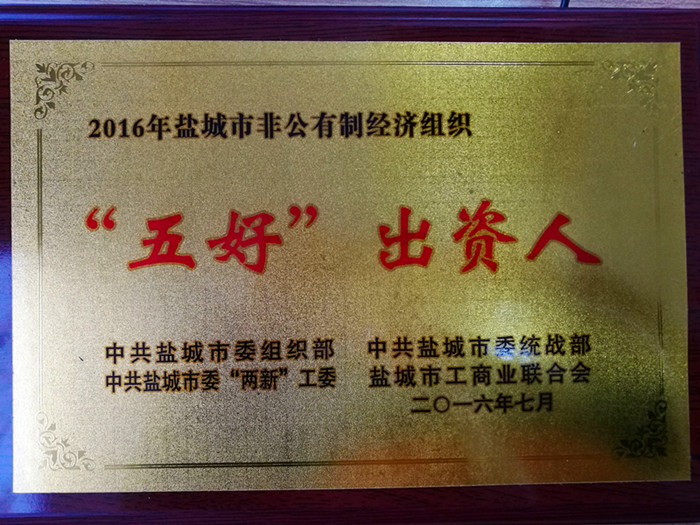 2016年盐城市非公有制经济组织
“五好” 出资人
中共盐城市委组织部 中共盐城市委统战部
中共盐城市委“两新”工委 盐城市工商业联合会
二〇一六年七月